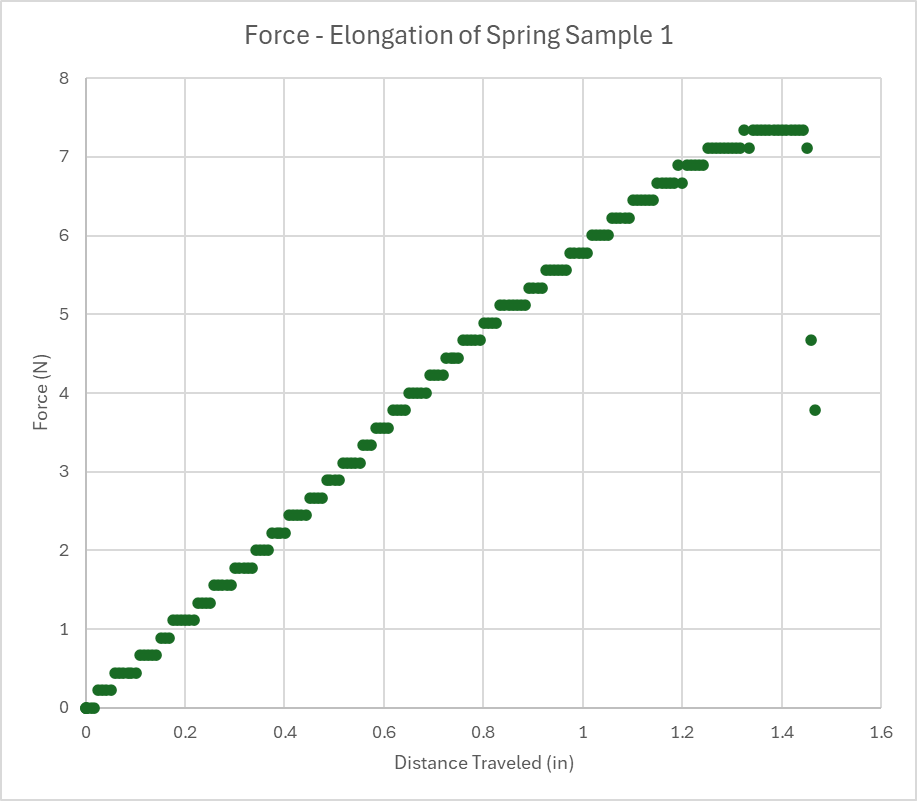 Force - Elongation of Spring Sample 1
8
7
6
5
4
3
2
1
0
Force (N)
0 0.2 0.4 0.6 0.8 1 1.2 1.4 1.6
Distance Traveled (in)